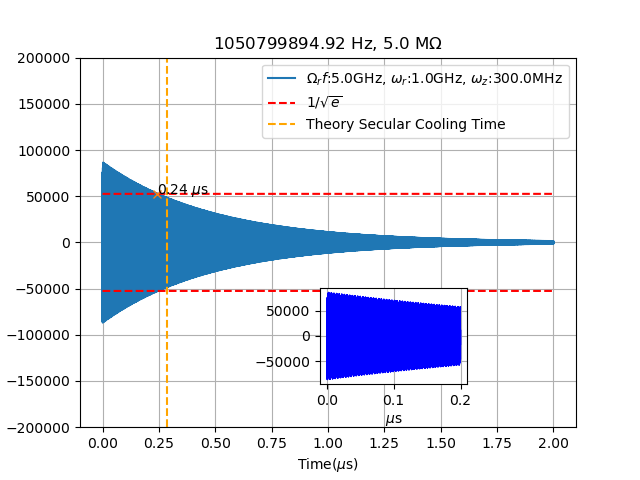 1050799894.92 Hz, 5.0 MΩ
200000
150000
100000
50000
0
−50000
−100000
−150000
−200000
Ω_r f:5.0GHz, ω_r:1.0GHz, ω_z:300.0MHz
1/√e
Theory Secular Cooling Time
0.24 μs
50000
0
−50000
0.0 0.1 0.2
μs
0.00 0.25 0.50 0.75 1.00 1.25 1.50 1.75 2.00
Time(μs)